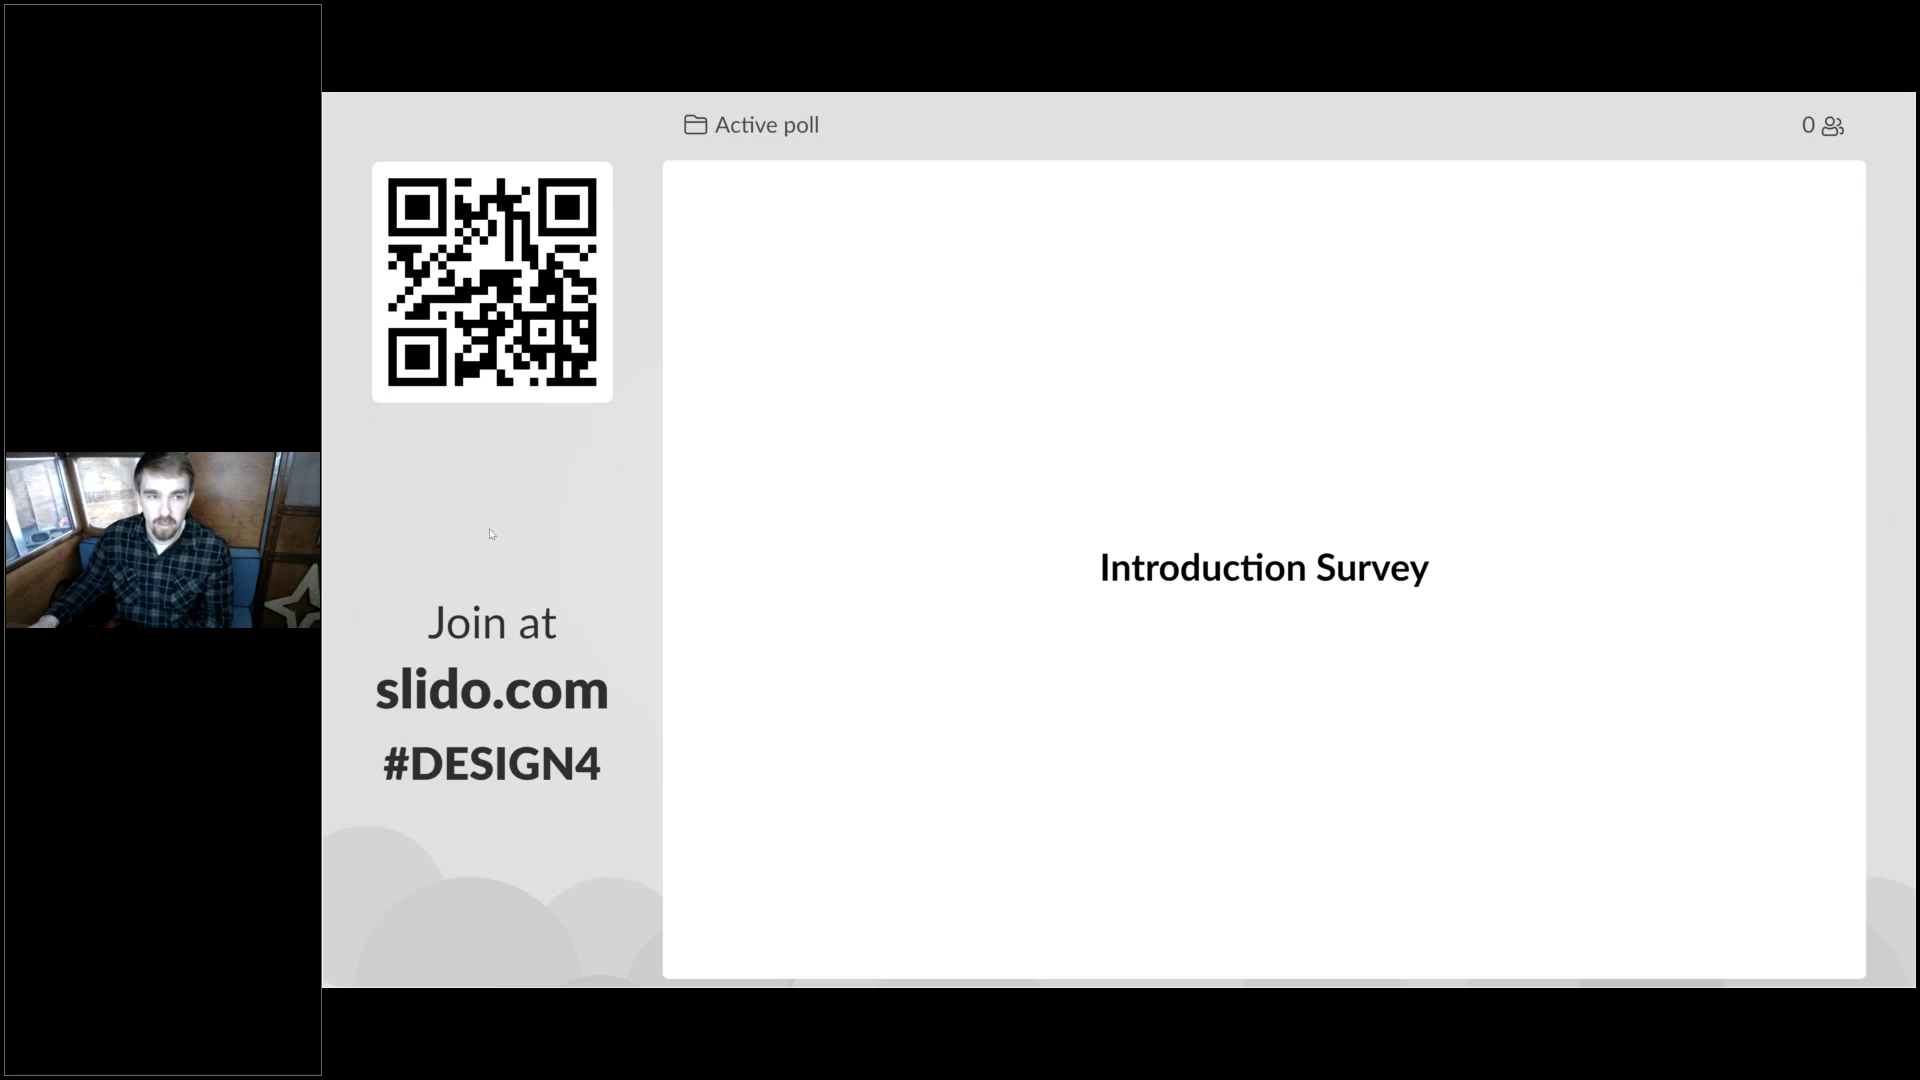 Active poll
0
Join at
slido.com
#DESIGN4
Introduction Survey